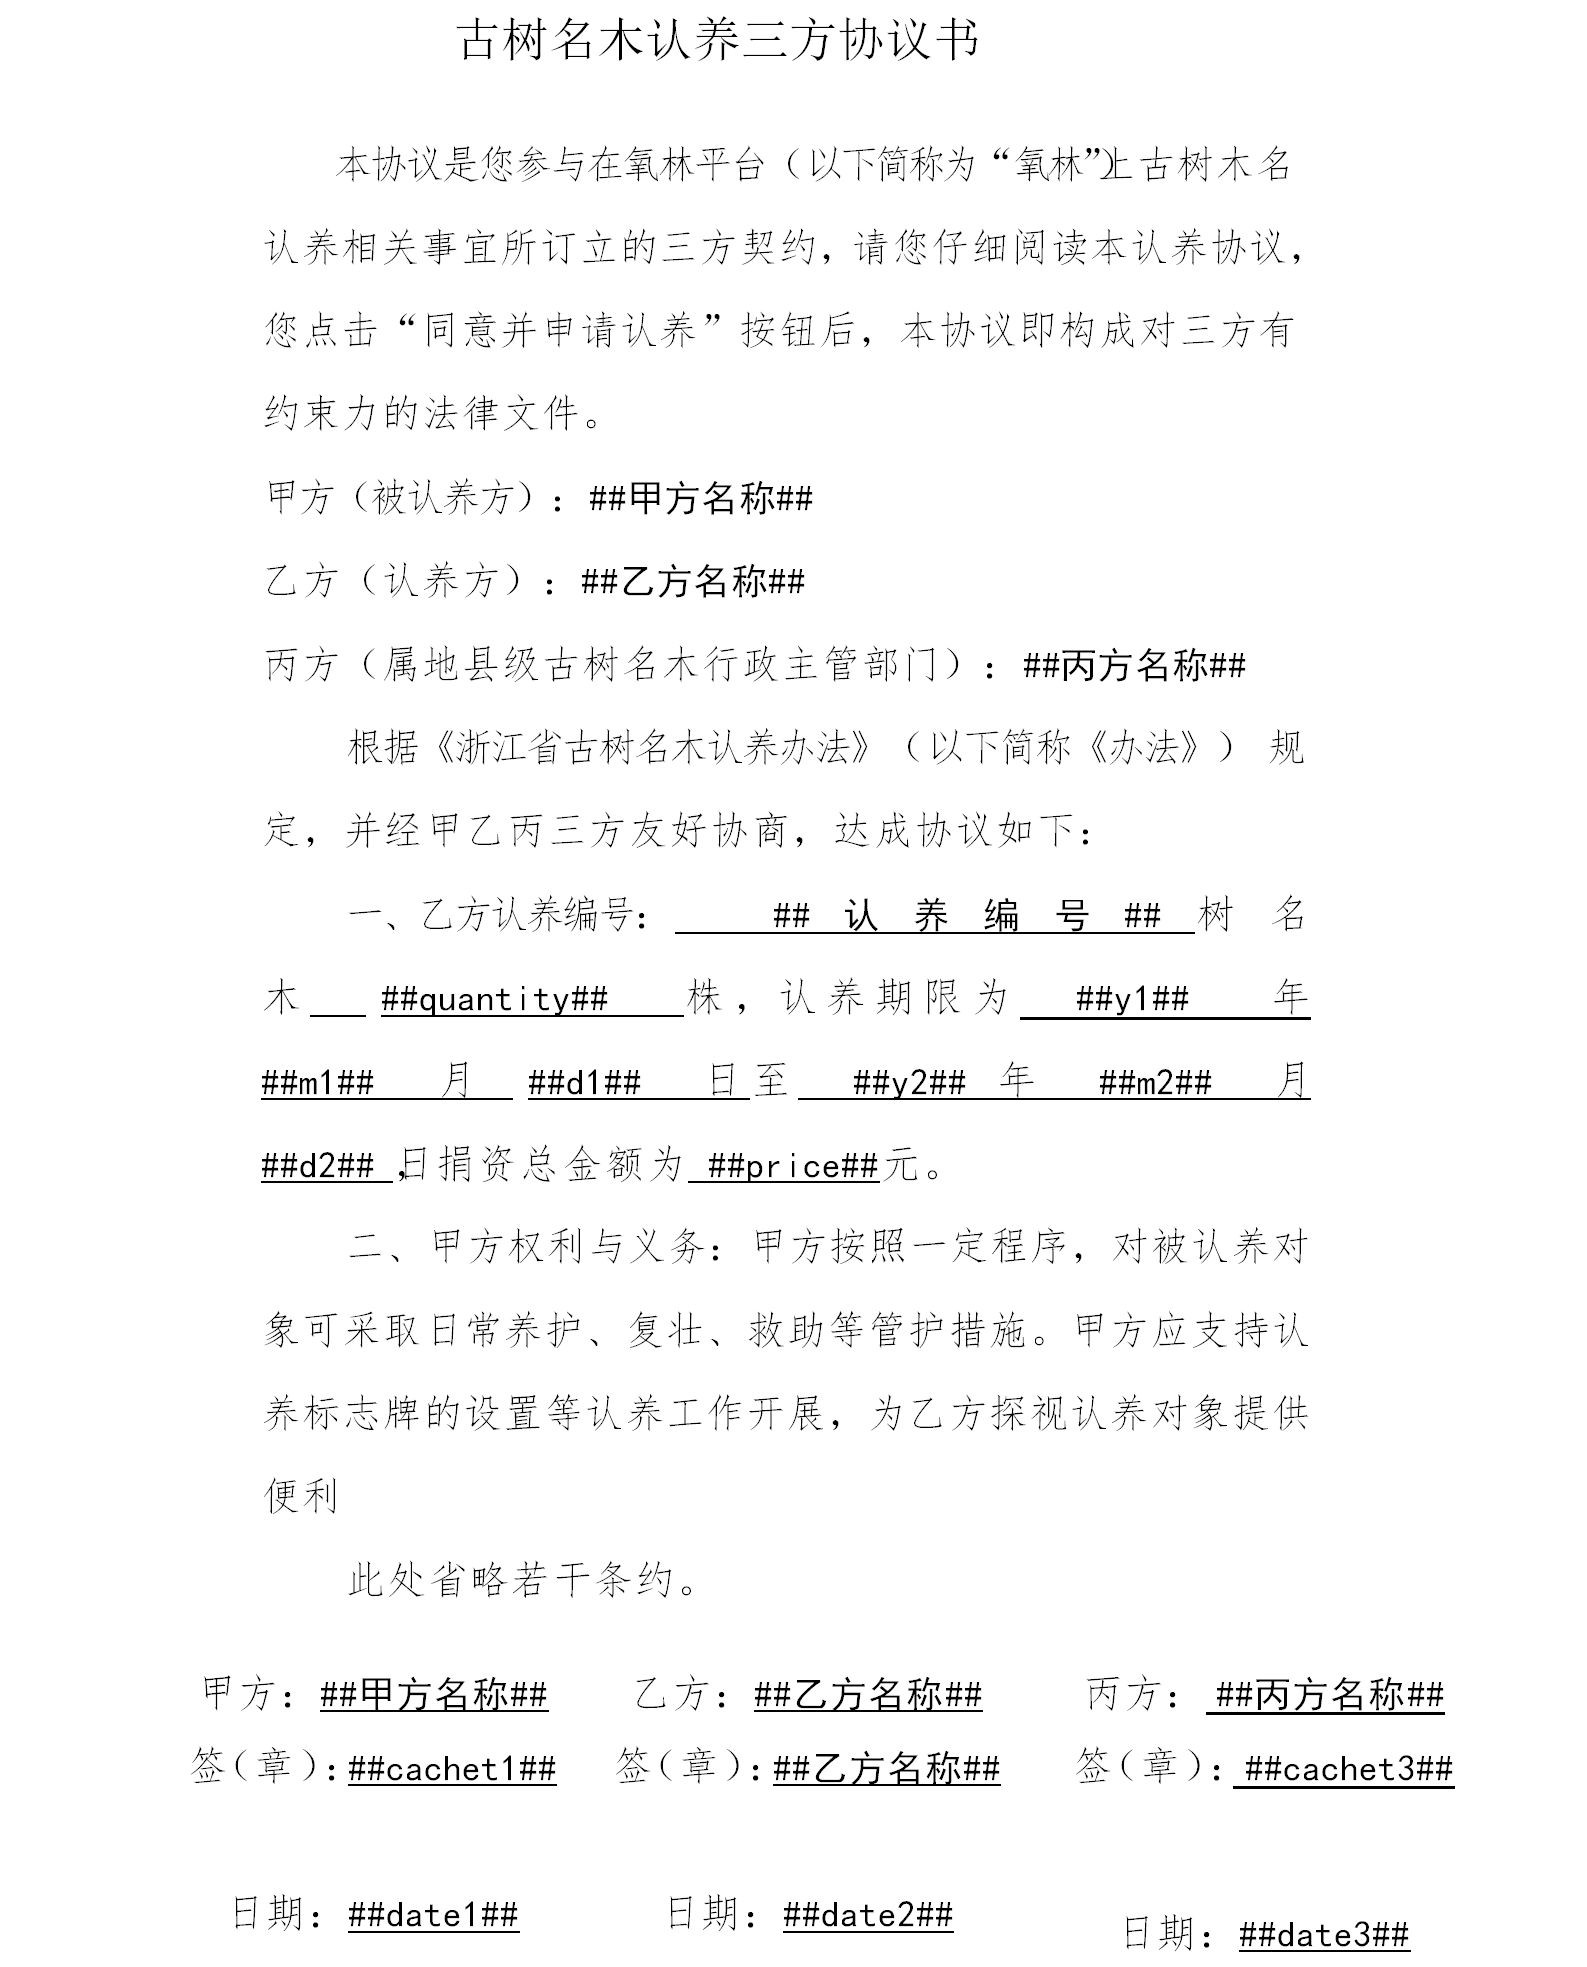 古树名木认养三方协议书
本协议是您参与在氧林平台（以下简称为“氧林”）上古树木名
认养相关事宜所订立的三方契约，请您仔细阅读本认养协议，
您点击“同意并申请认养”按钮后，本协议即构成对三方有
约束力的法律文件。
甲方（被认养方）：##甲方名称##
乙方（认养方）：##乙方名称##
丙方（属地县级古树名木行政主管部门）：##丙方名称##
根据《浙江省古树名木认养办法》（以下简称《办法》） 规
定，并经甲乙丙三方友好协商，达成协议如下：
一、乙方认养编号： ## 认 养 编 号 ## 树 名
木 ##quantity## 株，认养期限为 ##y1## 年
##m1## 月 ##d1## 日至 ##y2## 年 ##m2## 月
##d2## ，日捐资总金额为 ##price##元。
二、甲方权利与义务：甲方按照一定程序，对被认养对
象可采取日常养护、复壮、救助等管护措施。甲方应支持认
养标志牌的设置等认养工作开展，为乙方探视认养对象提供
便利
此处省略若干条约。
甲方：##甲方名称## 乙方：##乙方名称## 丙方： ##丙方名称##
签（章）：##cachet1## 签（章）：##乙方名称## 签（章）： ##cachet3##
日期：##date1## 日期：##date2## 日期：##date3##